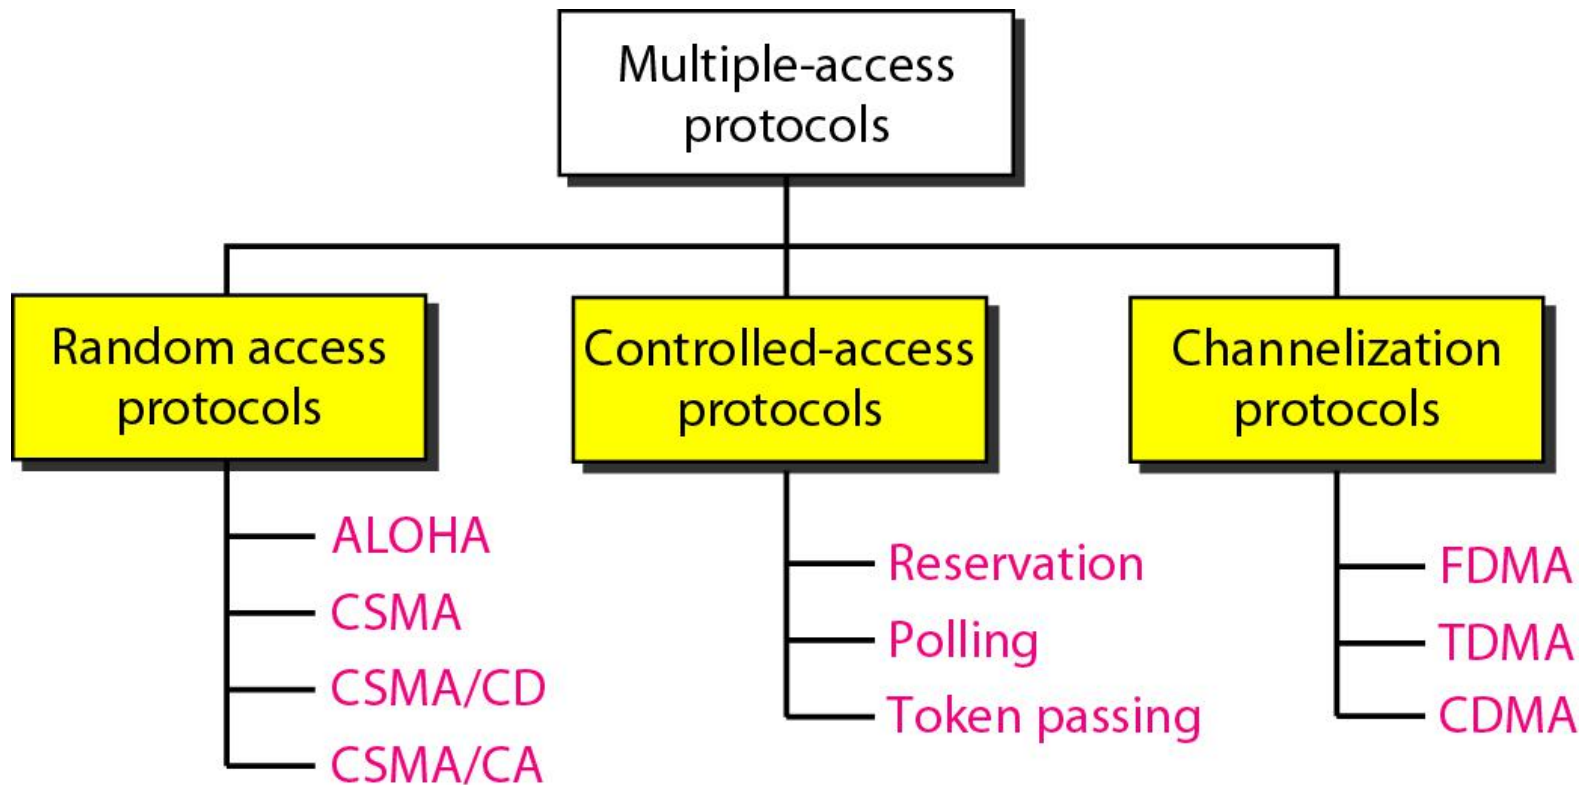 Multiple-access
protocols
Random access
protocols
Controlled-access
protocols
Channelization
protocols
ALOHA
CSMA
CSMA/CD
CSMA/CA
Reservation
Polling
Token passing
FDMA
TDMA
CDMA